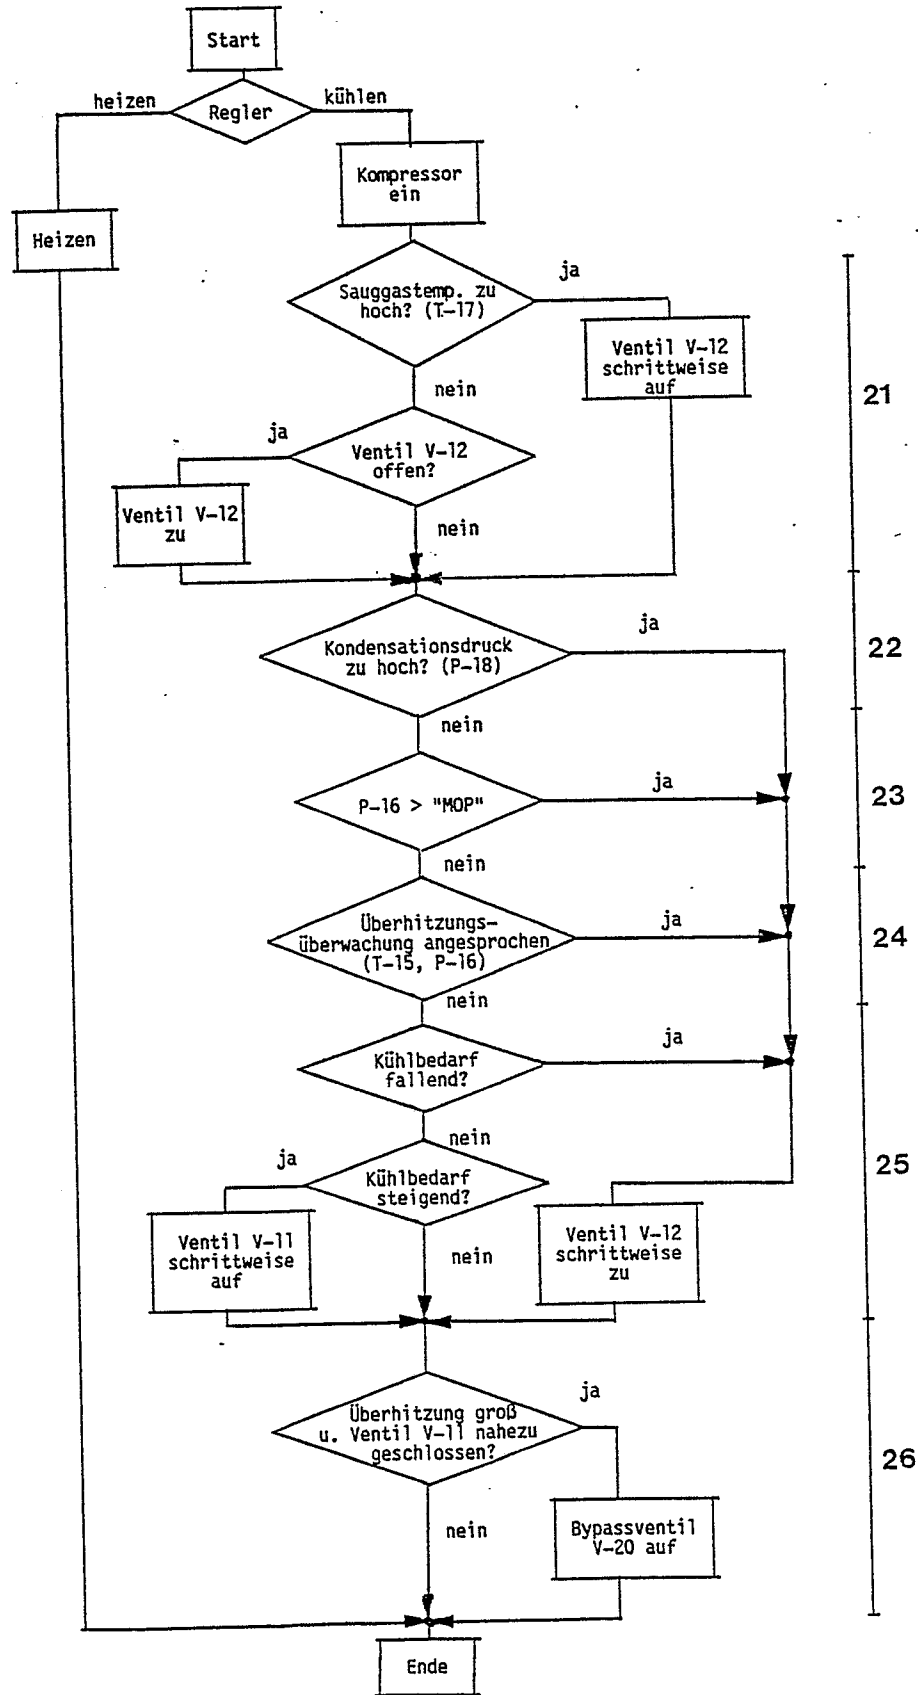 Start
heizen
Regler
kühlen
Kompressor
ein
Heizen
Sauggastemp. zu
hoch? (T-17)
ja
Ventil V-12
schrittweise
auf
nein
21
ja
Ventil V-12
offen?
Ventil V-12
zu
nein
Kondensationsdruck
zu hoch? (P-18)
ja
22
nein
P-16 > "MOP"
ja
23
nein
Überhitzungs-
überwachung angesprochen
(T-15, P-16)
ja
24
nein
Kühlbedarf
fallend?
ja
nein
25
ja
Kühlbedarf
steigend?
Ventil V-11
schrittweise
auf
nein
Ventil V-12
schrittweise
zu
Überhitzung groß
u. Ventil V-11 nahezu
geschlossen?
ja
26
nein
Bypassventil
V-20 auf
Ende